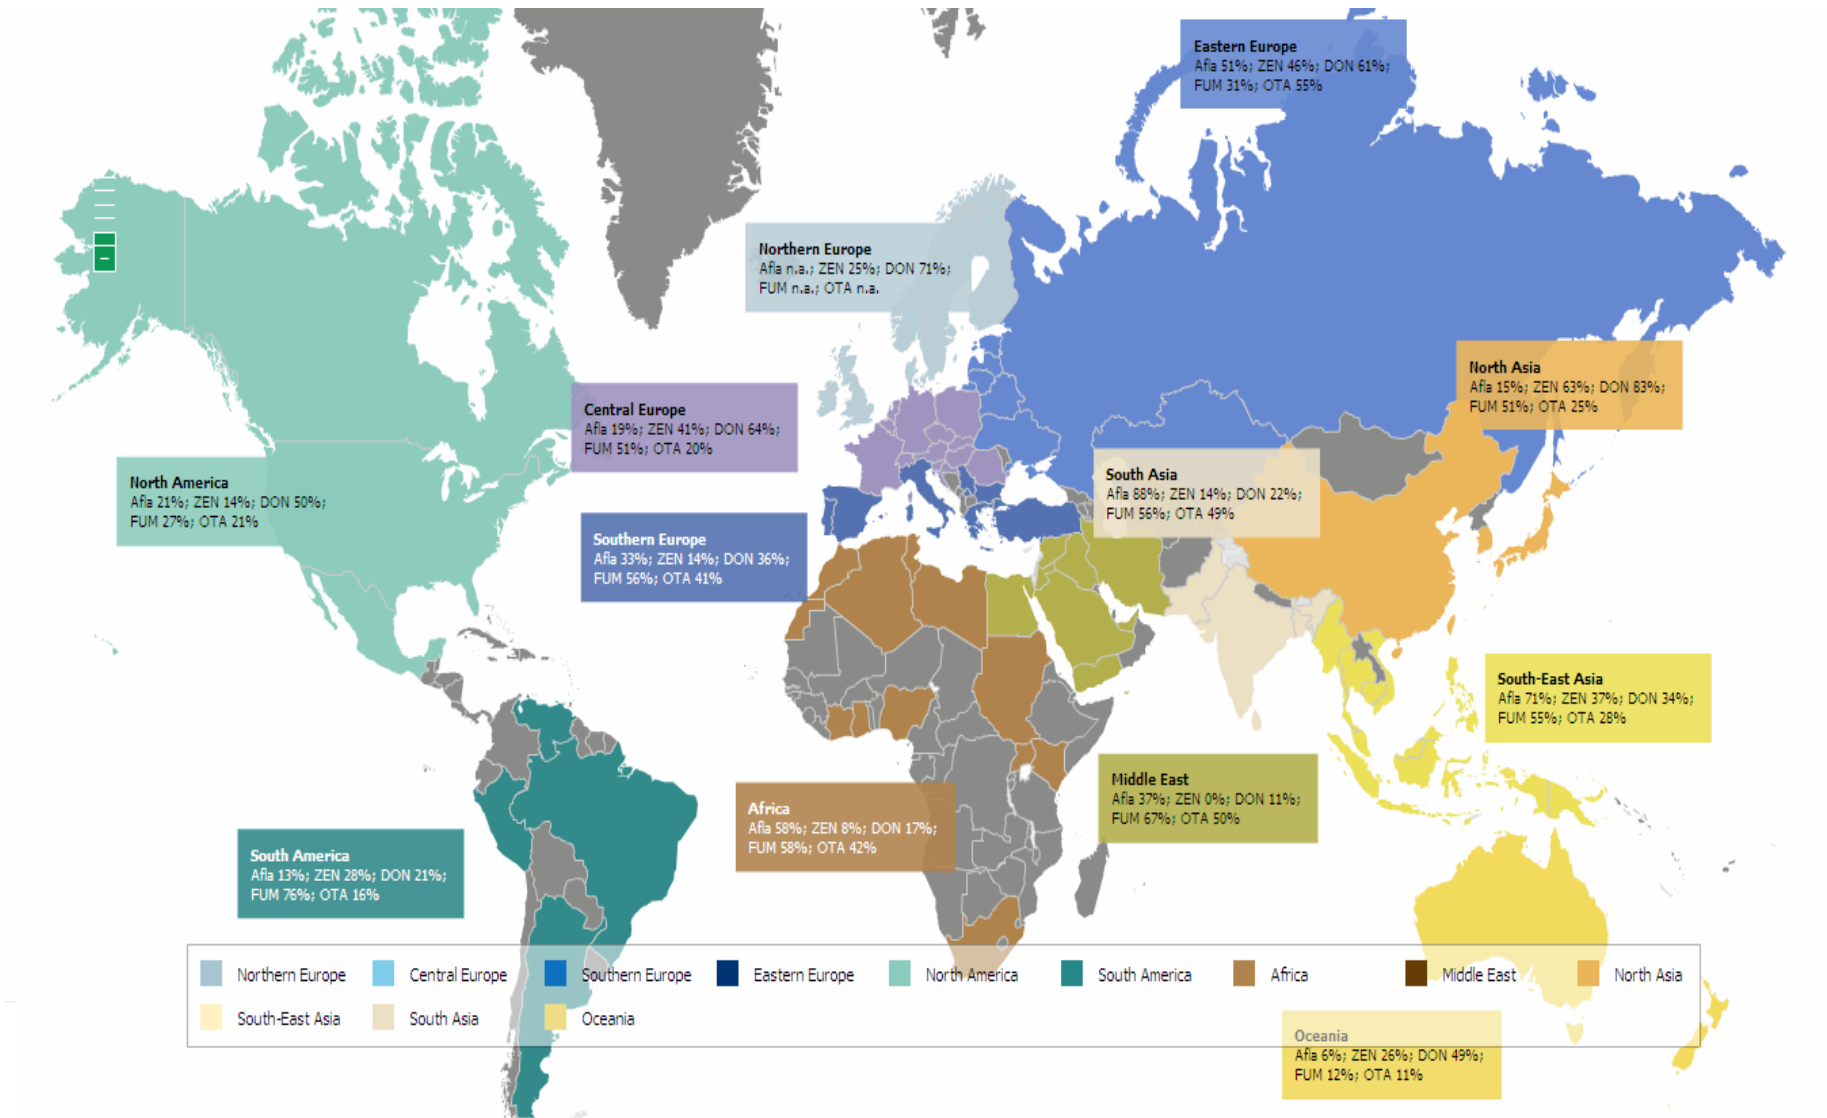 Eastern Europe
Afla 51%; ZEN 46%; DON 61%;
FUM 31%; OTA 55%
Northern Europe
Afla n.a.; ZEN 25%; DON 71%;
FUM n.a.; OTA n.a.
North Asia
Afla 15%; ZEN 63%; DON 83%;
FUM 51%; OTA 25%
Central Europe
Afla 19%; ZEN 41%; DON 64%;
FUM 51%; OTA 20%
North America
Afla 21%; ZEN 14%; DON 50%;
FUM 27%; OTA 21%
South Asia
Afla 88%; ZEN 14%; DON 22%;
FUM 56%; OTA 49%
Southern Europe
Afla 33%; ZEN 14%; DON 36%;
FUM 56%; OTA 41%
South-East Asia
Afla 71%; ZEN 37%; DON 34%;
FUM 55%; OTA 28%
Middle East
Afla 37%; ZEN 0%; DON 11%;
FUM 67%; OTA 50%
Africa
Afla 58%; ZEN 8%; DON 17%;
FUM 58%; OTA 42%
South America
Afla 13%; ZEN 28%; DON 21%;
FUM 76%; OTA 16%
Northern Europe Central Europe Southern Europe Eastern Europe North America South America Africa Middle East North Asia
South-East Asia South Asia Oceania
Oceania
Afla 6%; ZEN 26%; DON 49%;
FUM 12%; OTA 11%